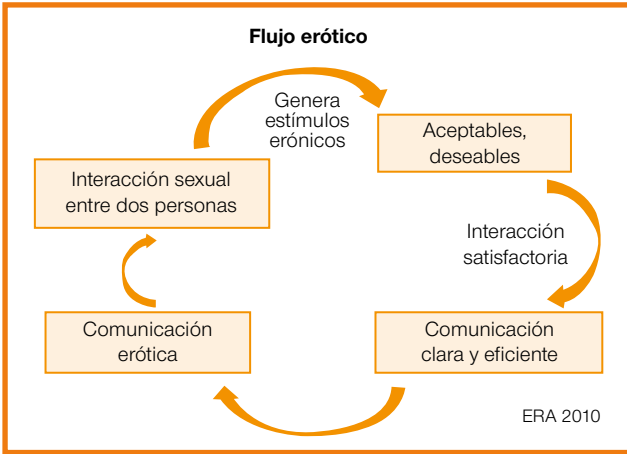 Flujo erótico
Genera
estímulos
erónicos
Aceptables,
deseables
Interacción sexual
entre dos personas
Interacción
satisfactoria
Comunicación
erótica
Comunicación
clara y eficiente
ERA 2010